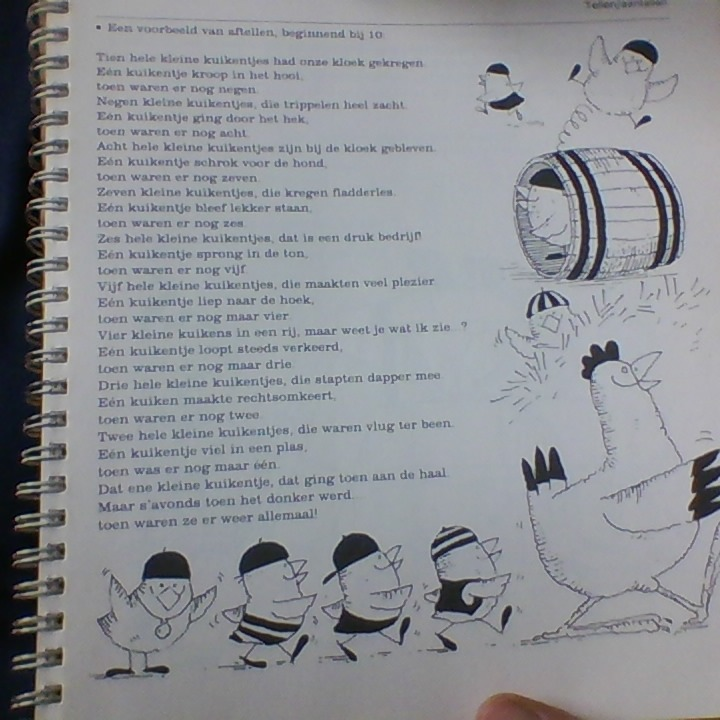 • Een voorbeeld van aftellen, beginnend bij 10.
Tien hele kleine kuikentjes had onze kloek gekregen.
Eén kuikentje kroop in het hooi,
toen waren er nog negen.
Negen kleine kuikentjes, die trippelen heel zacht.
Eén kuikentje ging door het hek,
toen waren er nog acht.
Acht hele kleine kuikentjes zijn bij de kloek gebleven.
Eén kuikentje schrok voor de hond,
toen waren er nog zeven.
Zeven kleine kuikentjes, die kregen fladderles.
Eén kuikentje bleef lekker staan,
toen waren er nog zes.
Zes hele kleine kuikentjes, dat is een druk bedrijf!
Eén kuikentje sprong in de ton,
toen waren er nog vijf.
Vijf hele kleine kuikentjes, die maakten veel plezier.
Eén kuikentje liep naar de hoek,
toen waren er nog maar vier.
Vier kleine kuikens in een rij, maar weet je wat ik zie...?
Eén kuikentje loopt steeds verkeerd,
toen waren er nog maar drie.
Drie hele kleine kuikentjes, die stapten dapper mee.
Eén kuiken maakte rechtsomkeert,
toen waren er nog twee.
Twee hele kleine kuikentjes, die waren vlug ter been.
Eén kuikentje viel in een plas,
toen was er nog maar één.
Dat ene kleine kuikentje, dat ging toen aan de haal.
Maar s'avonds toen het donker werd.
toen waren ze er weer allemaal!